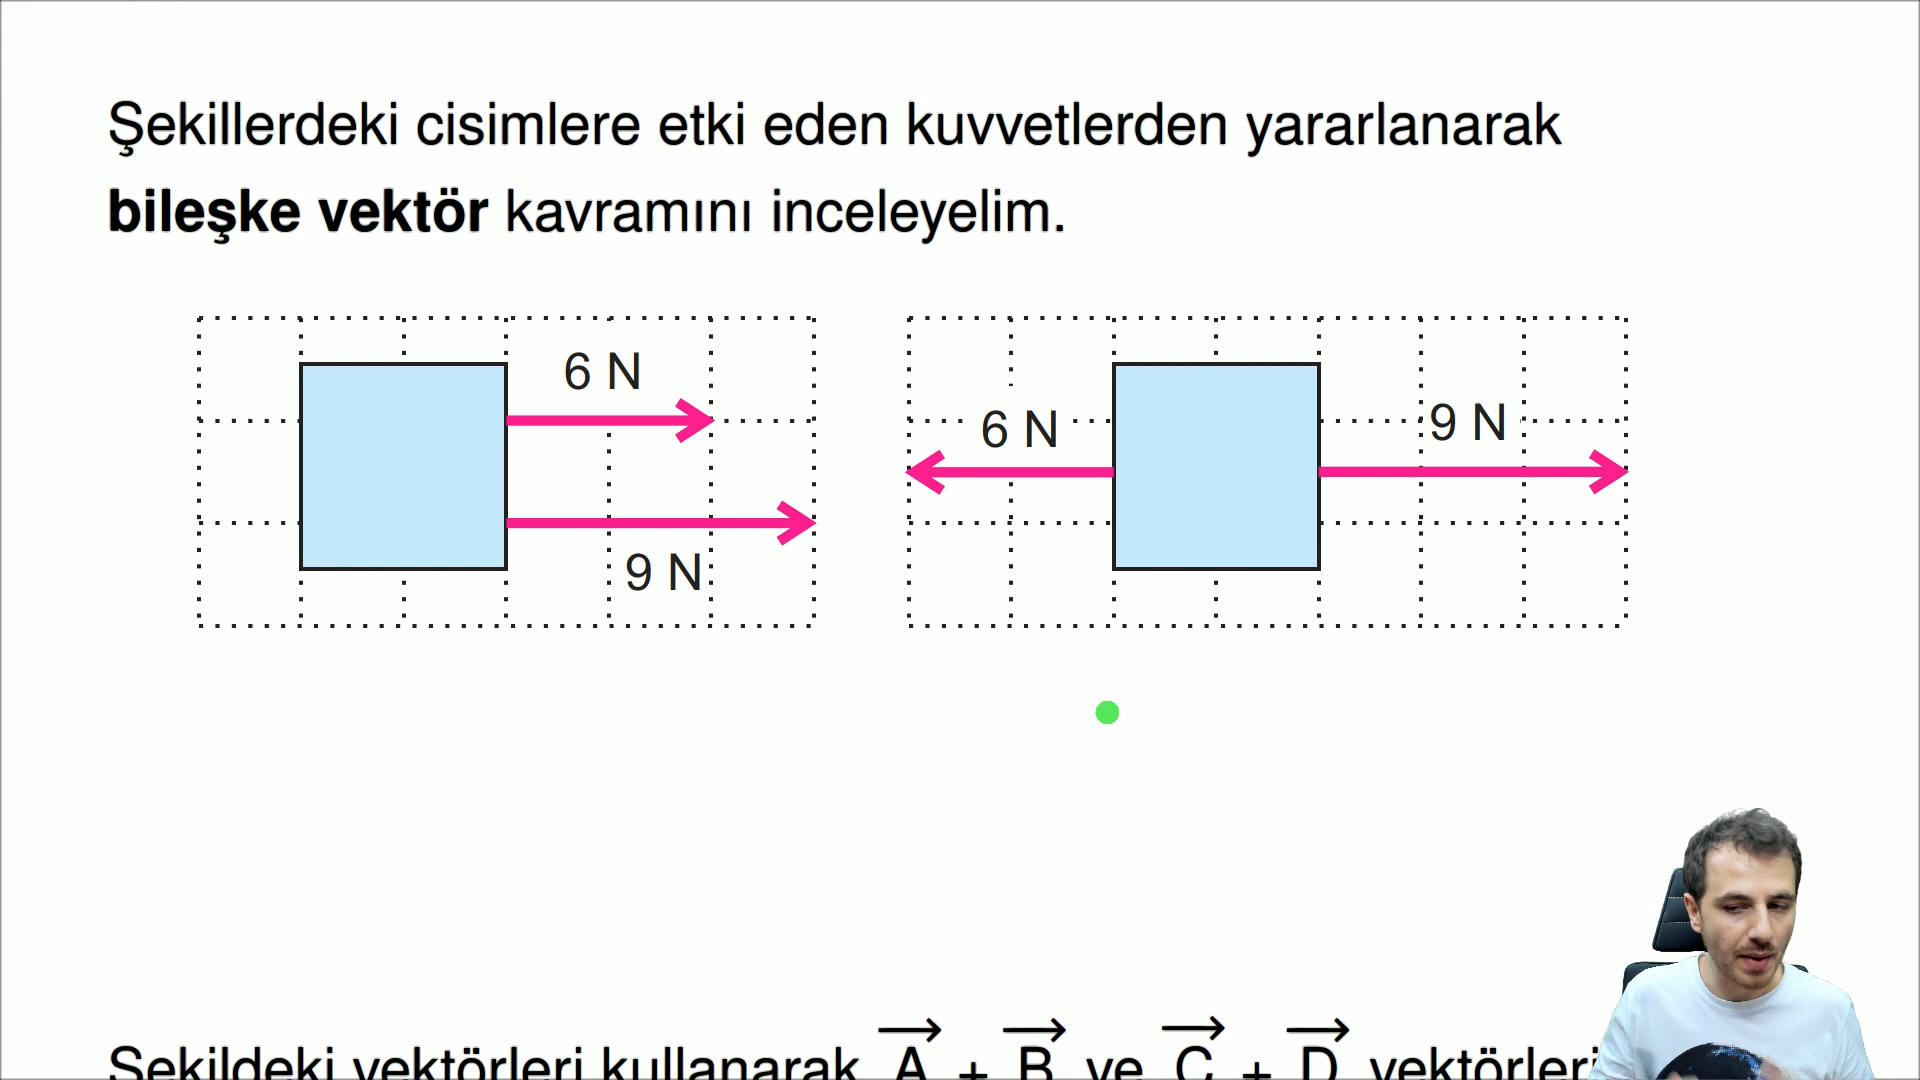 Şekillerdeki cisimlere etki eden kuvvetlerden yararlanarak
bileşke vektör kavramını inceleyelim.
6 N
9 N
6 N
9 N
Şekildeki vektörleri kullanarak A + B ve C + D vektörleri